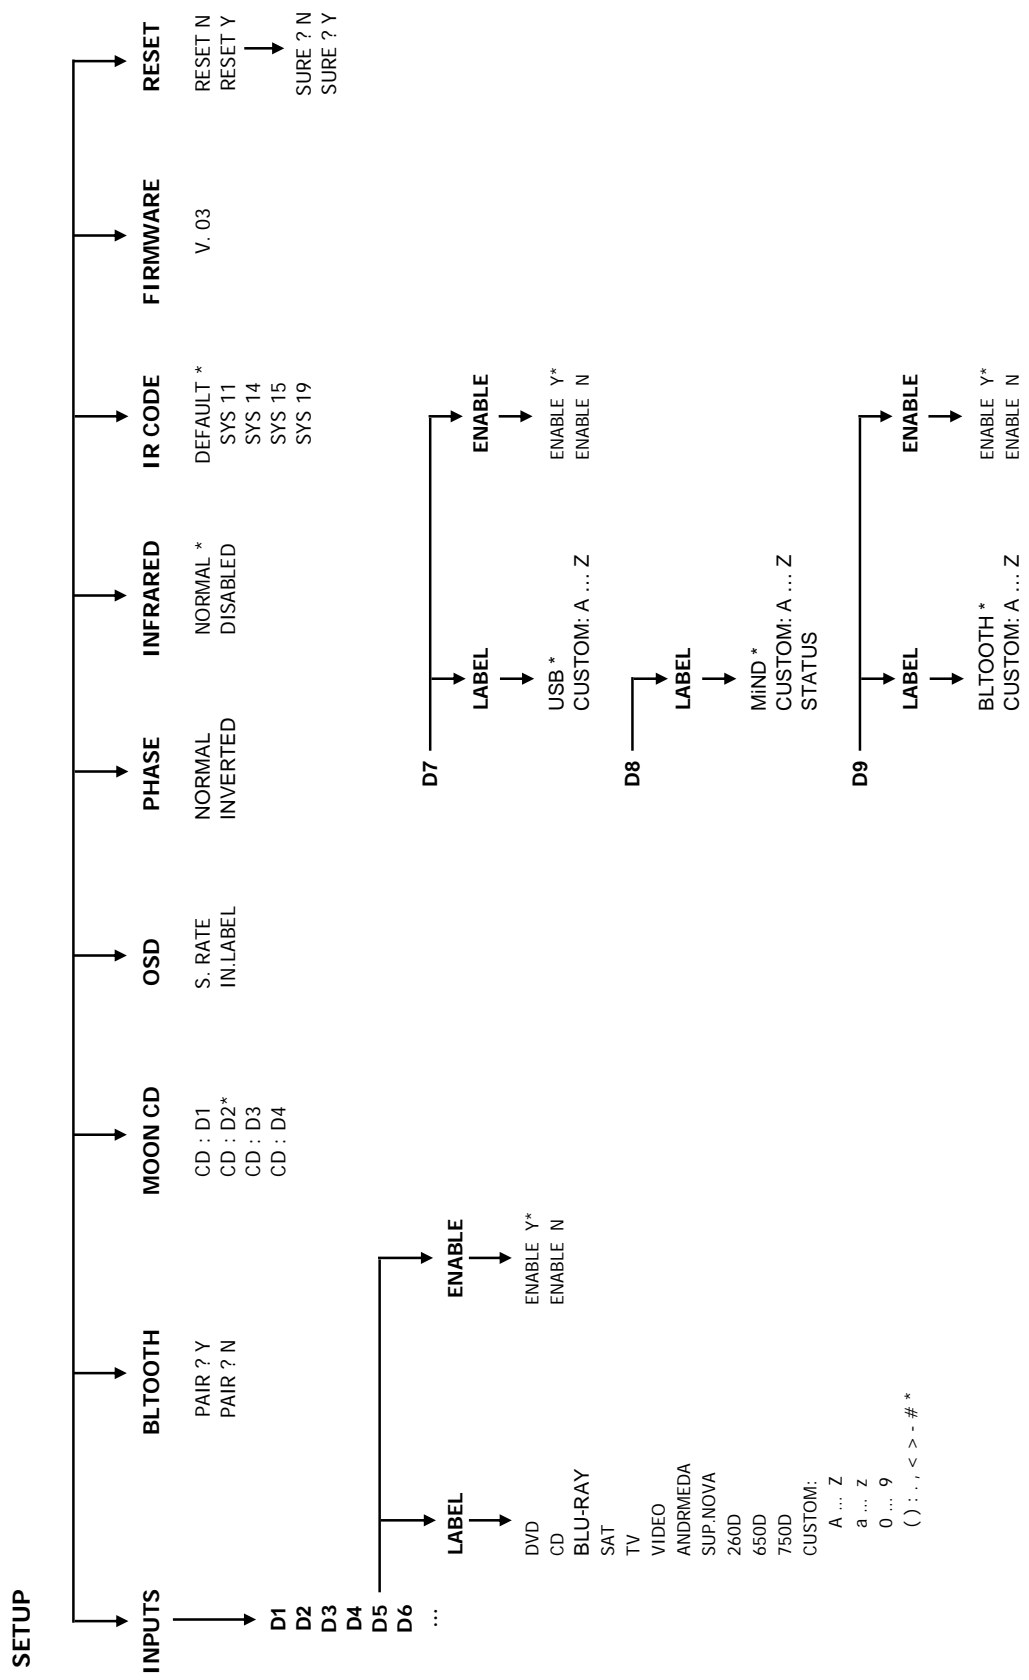 SETUP
INPUTS
BLTOOTH
MOON CD
OSD
PHASE
INFRARED
IR CODE
FIRMWARE
RESET
D1
D2
D3
D4
D5
D6
...
PAIR ? Y
PAIR ? N
CD : D1
CD : D2*
CD : D3
CD : D4
S. RATE
IN.LABEL
NORMAL
INVERTED
NORMAL *
DISABLED
DEFAULT *
SYS 11
SYS 14
SYS 15
SYS 19
V. 03
RESET N
RESET Y
SURE ? N
SURE ? Y
LABEL
DVD
CD
BLU-RAY
SAT
TV
VIDEO
ANDRMEDA
SUP.NOVA
260D
650D
750D
CUSTOM:
A ... Z
a ... z
0 ... 9
( ) : . , < > - # *
ENABLE
ENABLE Y*
ENABLE N
D7
LABEL
USB *
CUSTOM: A ... Z
ENABLE
ENABLE Y*
ENABLE N
D8
LABEL
MiND *
CUSTOM: A ... Z
STATUS
D9
LABEL
BLTOOTH *
CUSTOM: A ... Z
ENABLE
ENABLE Y*
ENABLE N